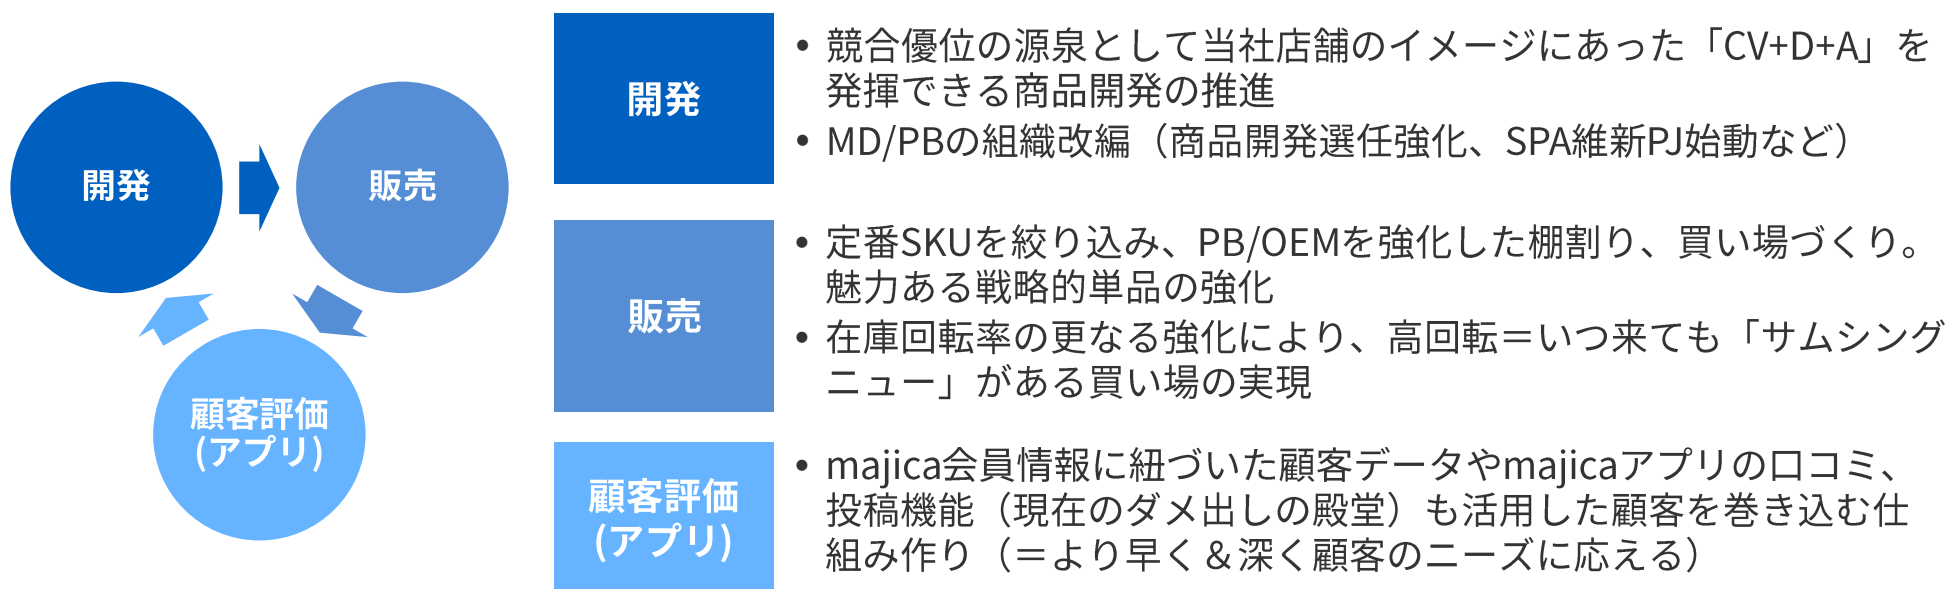 開発
販売
顧客評価
(アプリ)
開発
• 競合優位の源泉として当社店舗のイメージにあった「CV+D+A」を
発揮できる商品開発の推進
• MD/PBの組織改編（商品開発選任強化、SPA維新PJ始動など）
販売
• 定番SKUを絞り込み、PB/OEMを強化した棚割り、買い場づくり。
魅力ある戦略的単品の強化
• 在庫回転率の更なる強化により、高回転＝いつ来ても「サムシング
ニュー」がある買い場の実現
顧客評価
(アプリ)
• majica会員情報に紐づいた顧客データやmajicaアプリの口コミ、
投稿機能（現在のダメ出しの殿堂）も活用した顧客を巻き込む仕
組み作り（＝より早く＆深く顧客のニーズに応える）